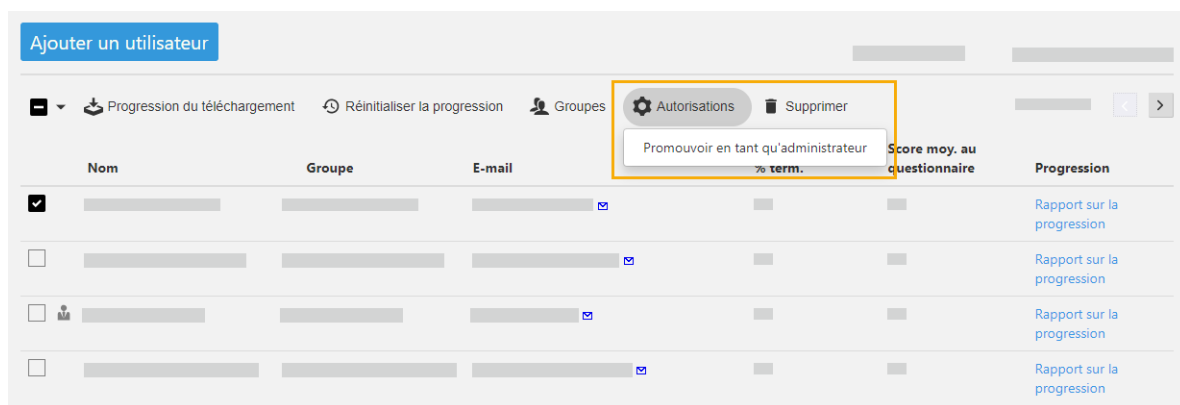 Ajouter un utilisateur
Progression du téléchargement Réinitialiser la progression Groupes Autorisations Supprimer
Promouvoir en tant qu'administrateur
Nom Groupe E-mail % term. Score moy. au questionnaire Progression
Rapport sur la
progression
Rapport sur la
progression
Rapport sur la
progression
Rapport sur la
progression